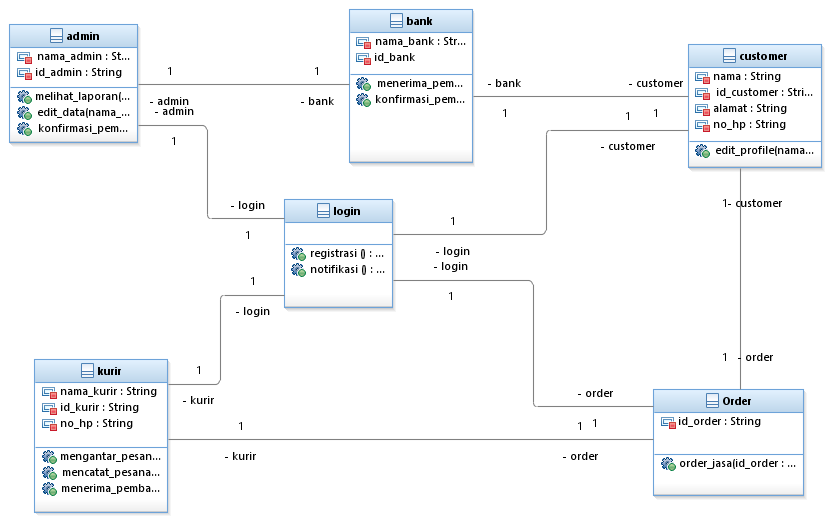 admin
nama_admin : St...
id_admin : String
melihat_laporan(...
edit_data(nama_...
konfirmasi_pem...
bank
nama_bank : Str...
id_bank
menerima_pem...
konfirmasi_pem...
customer
nama : String
id_customer : Stri...
alamat : String
no_hp : String
edit_profile(nama...
1
1
- admin
- bank
- bank
- customer
1
1
- admin
1
- login
1
1
- customer
1
- login
login
registrasi () : ...
notifikasi () : ...
- login
1
1
- order
1- customer
1 - order
1
- login
1
- kurir
kurir
nama_kurir : String
id_kurir : String
no_hp : String
mengantar_pesan...
mencatat_pesana...
menerima_pemba...
1
- kurir
1
- order
Order
id_order : String
order_jasa(id_order : ...